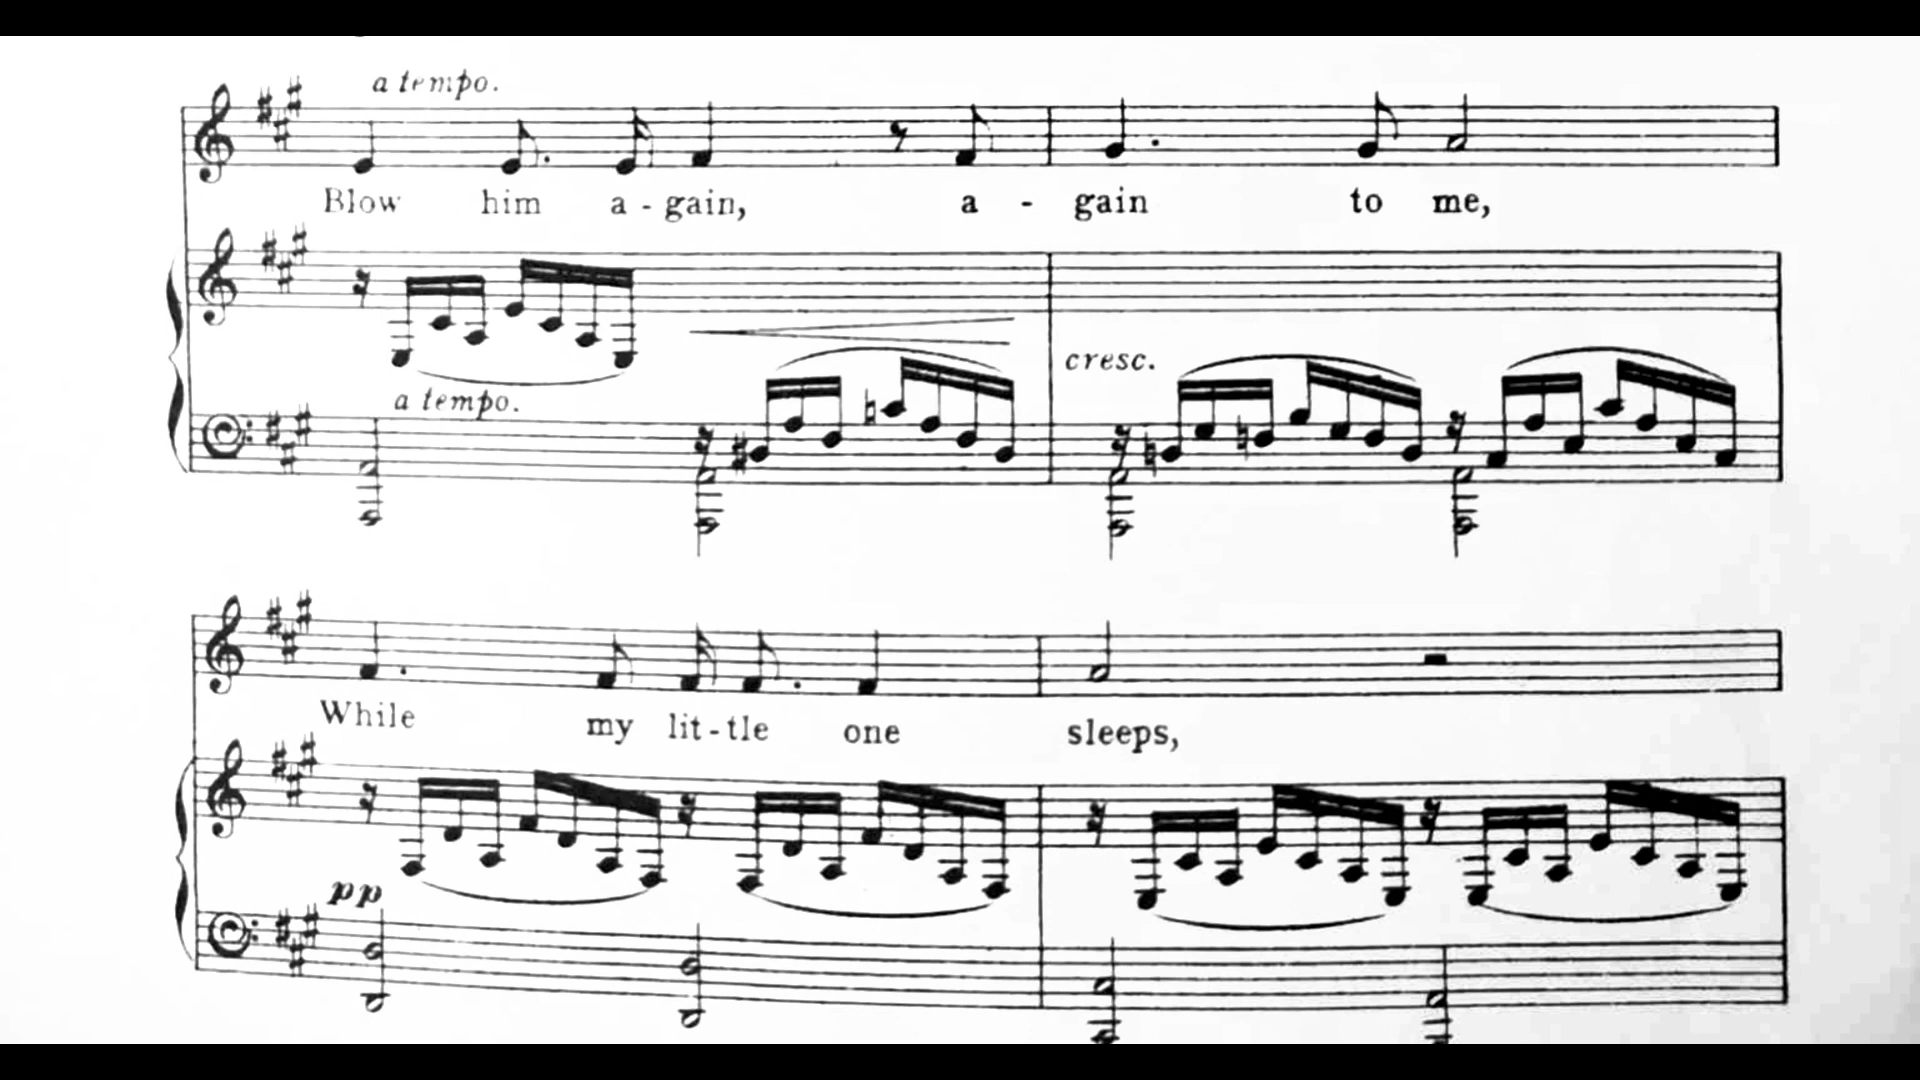 a tempo.
Blow him a - gain, a - gain to me,
cresc.
a tempo.
While my lit - tle one sleeps,
pp